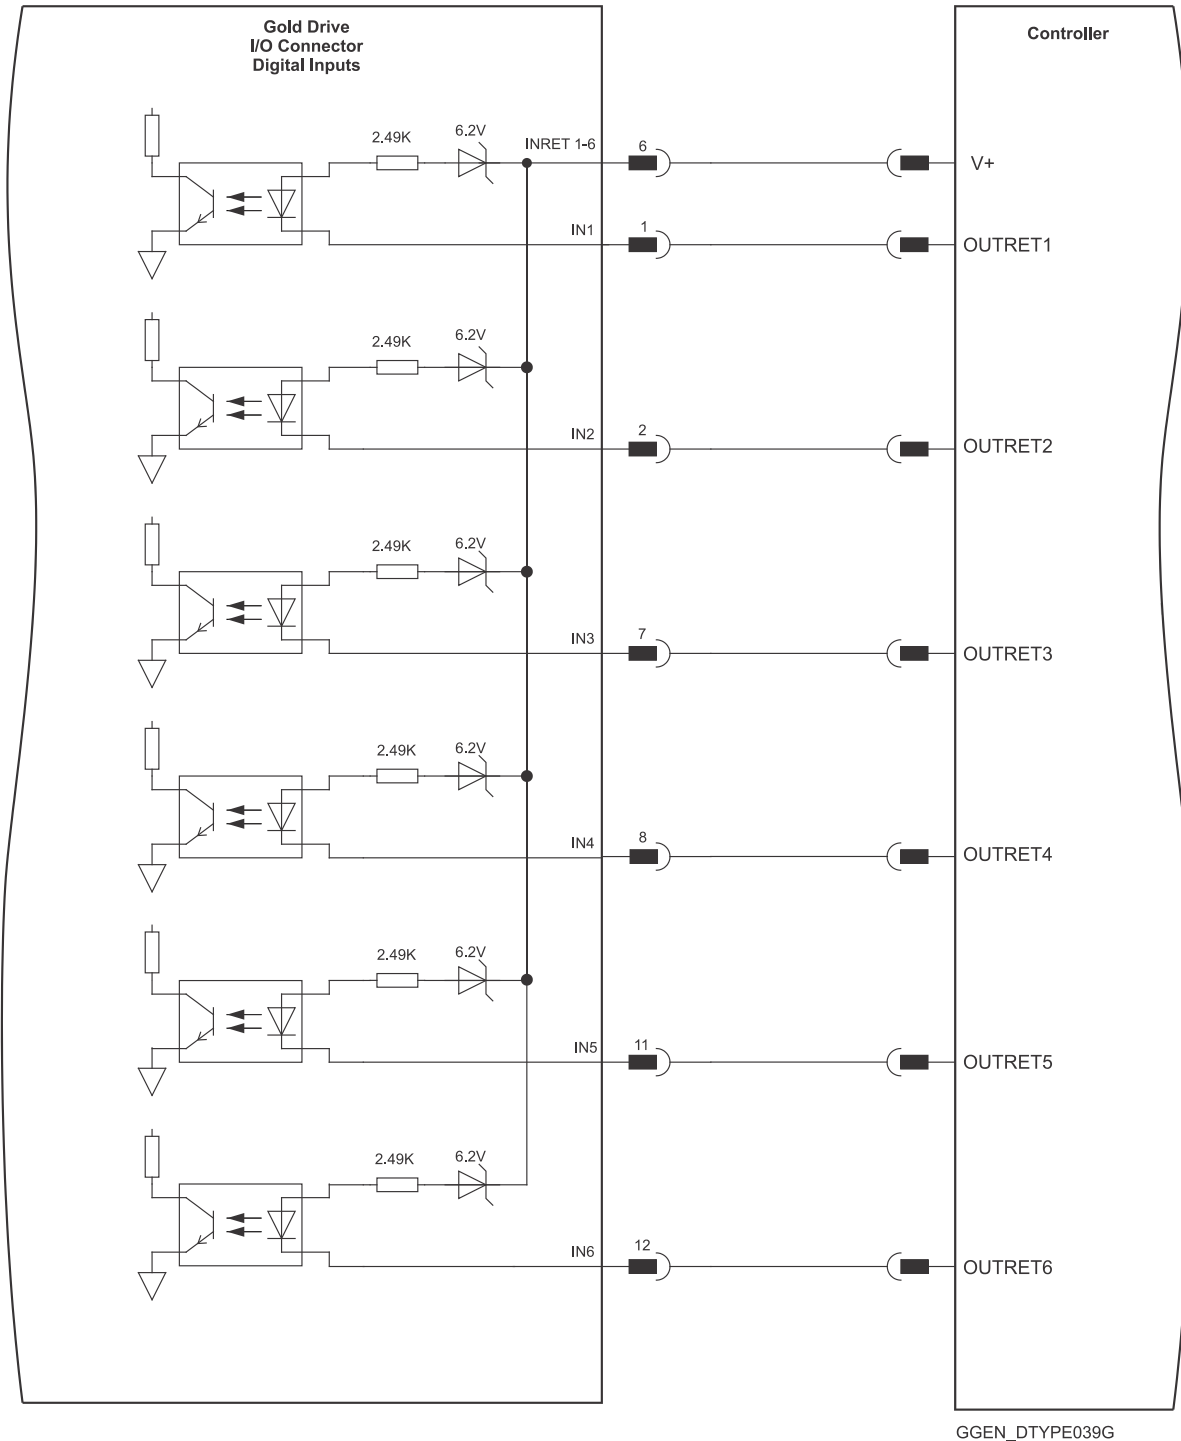 Gold Drive
I/O Connector
Digital Inputs
Controller
2.49K
6.2V
INRET 1-6
6
V+
IN1
1
OUTRET1
2.49K
6.2V
IN2
2
OUTRET2
2.49K
6.2V
IN3
7
OUTRET3
2.49K
6.2V
IN4
8
OUTRET4
2.49K
6.2V
IN5
11
OUTRET5
2.49K
6.2V
IN6
12
OUTRET6
GGEN_DTYPE039G